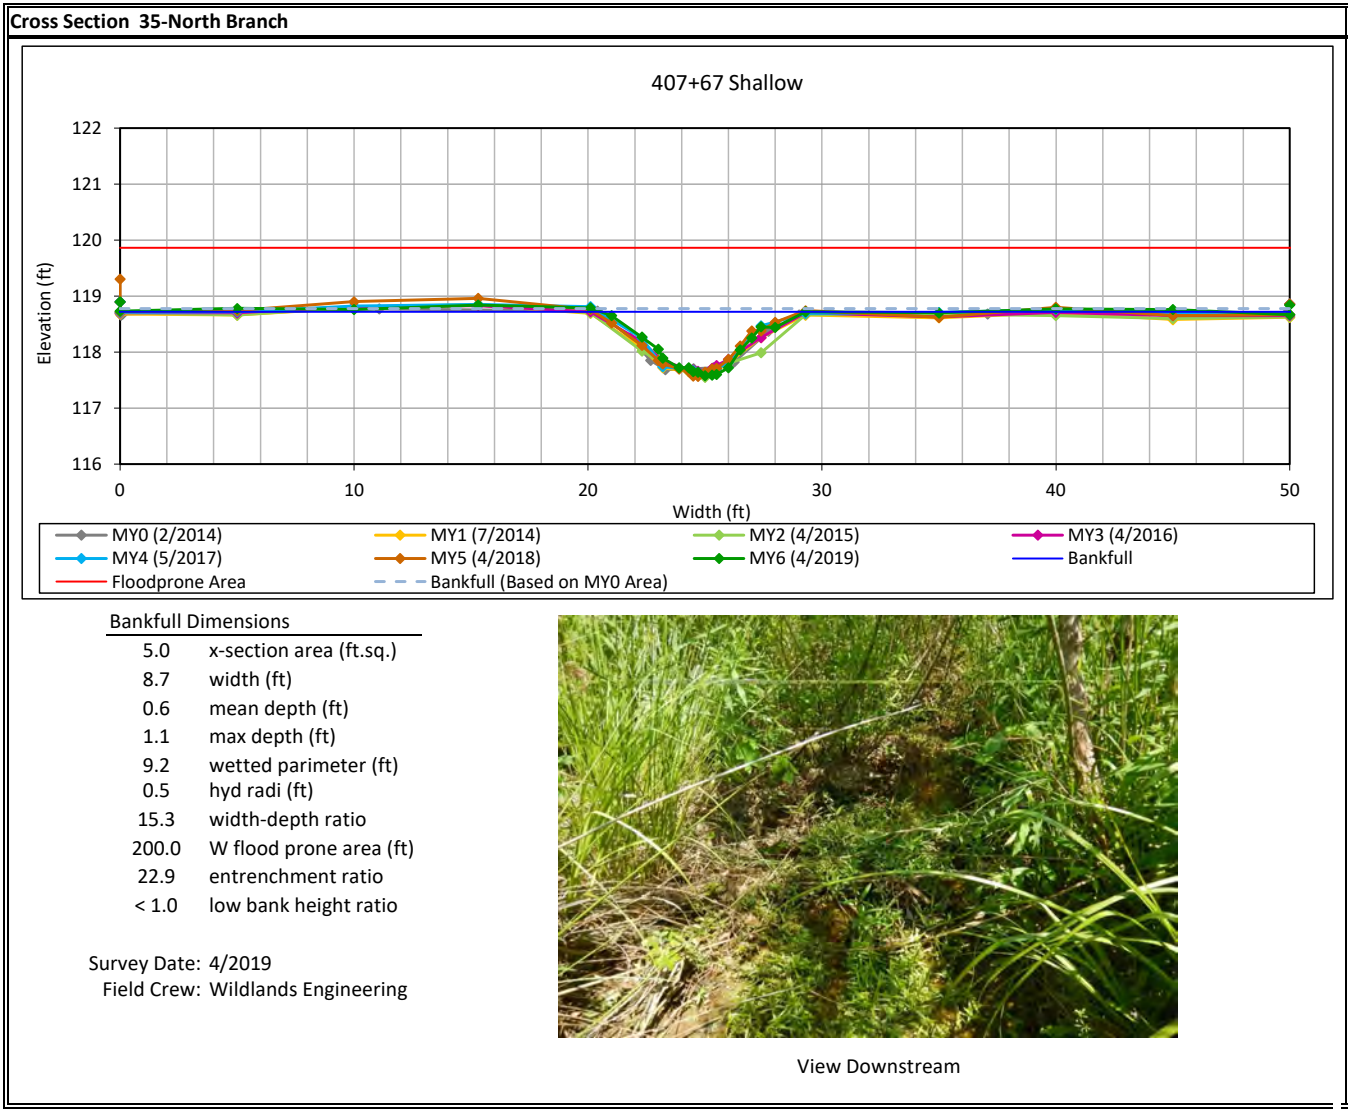 Cross Section 35-North Branch
407+67 Shallow
Elevation (ft)
122
121
120
119
118
117
116
0 10 20 30 40 50
Width (ft)
MY0 (2/2014) MY1 (7/2014) MY2 (4/2015) MY3 (4/2016)
MY4 (5/2017) MY5 (4/2018) MY6 (4/2019) Bankfull
Floodprone Area Bankfull (Based on MY0 Area)
Bankfull Dimensions
5.0 x-section area (ft.sq.)
8.7 width (ft)
0.6 mean depth (ft)
1.1 max depth (ft)
9.2 wetted parimeter (ft)
0.5 hyd radi (ft)
15.3 width-depth ratio
200.0 W flood prone area (ft)
22.9 entrenchment ratio
< 1.0 low bank height ratio
Survey Date: 4/2019
Field Crew: Wildlands Engineering
View Downstream